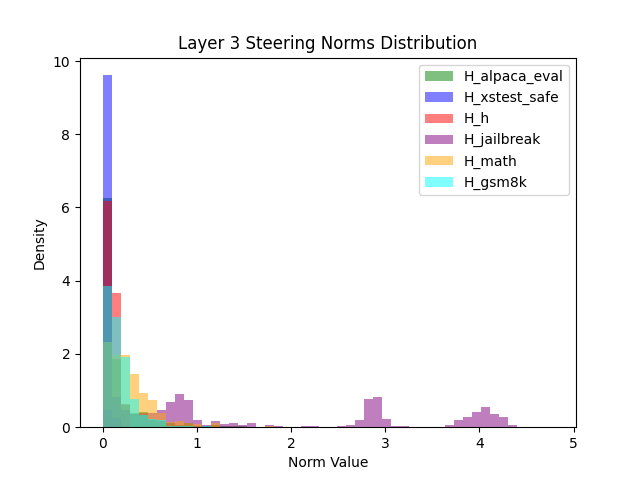 Layer 3 Steering Norms Distribution
10
8
6
4
2
0
Density
H_alpaca_eval
H_xstest_safe
H_h
H_jailbreak
H_math
H_gsm8k
0 1 2 3 4 5
Norm Value